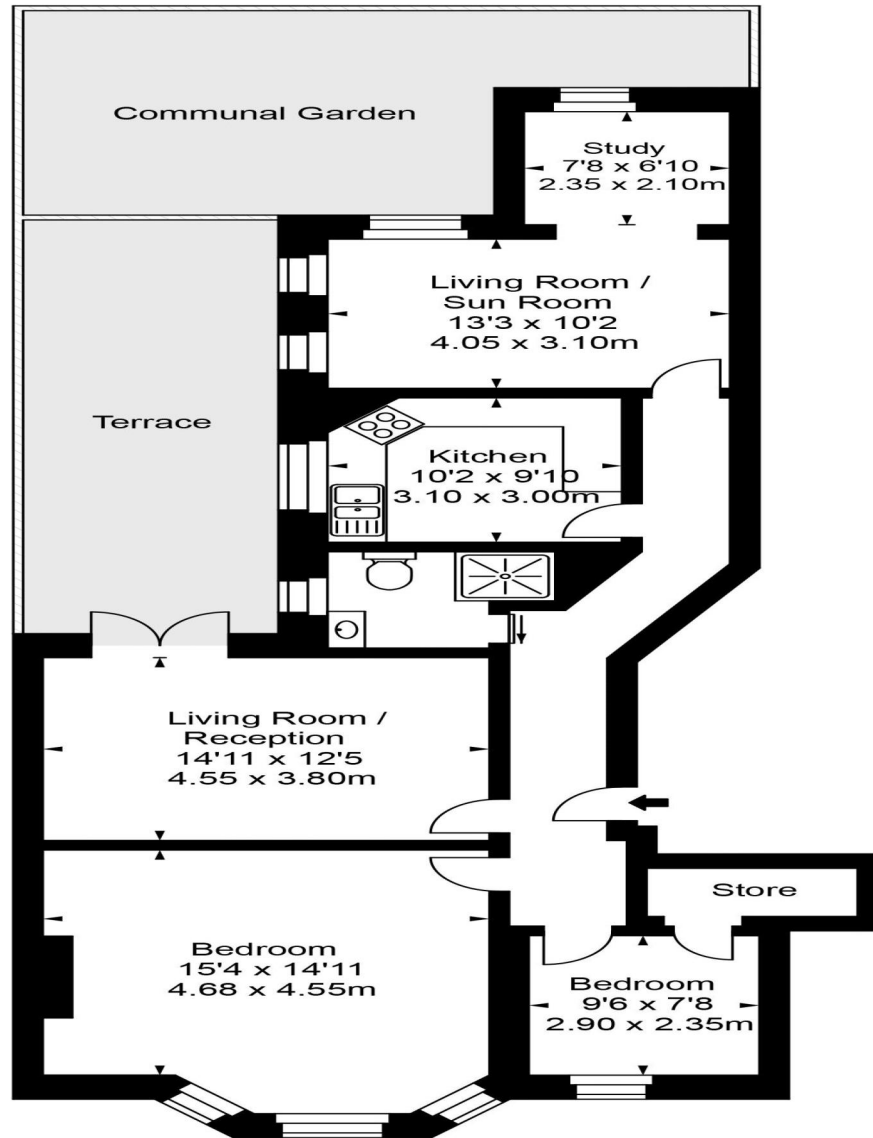 Communal Garden
Study
7'8 x 6'10
2.35 x 2.10m
Living Room /
Sun Room
13'3 x 10'2
4.05 x 3.10m
Terrace
Kitchen
10'2 x 9'10
3.10 x 3.00m
Living Room /
Reception
14'11 x 12'5
4.55 x 3.80m
Store
Bedroom
15'4 x 14'11
4.68 x 4.55m
Bedroom
9'6 x 7'8
2.90 x 2.35m